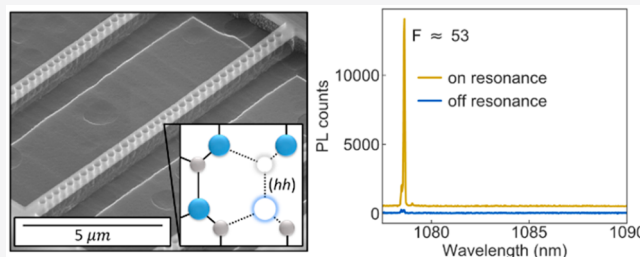 (hh)
5 μm
F ≈ 53
on resonance
off resonance
10000
5000
0
PL counts
1080
1085
1090
Wavelength (nm)